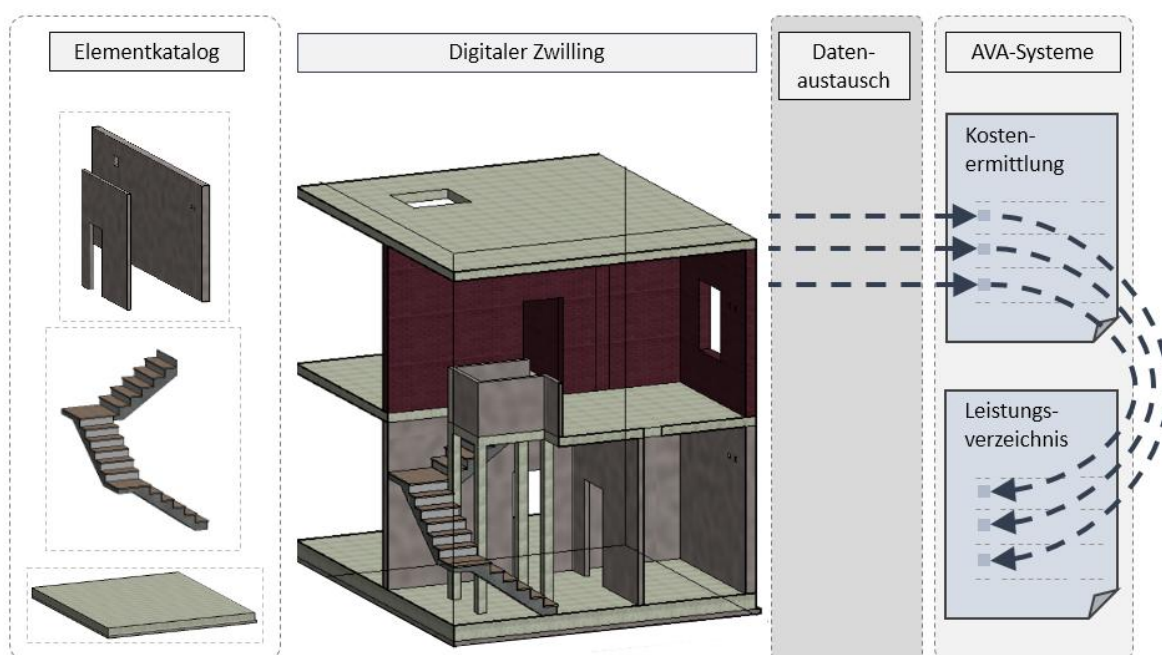 Elementkatalog
Digitaler Zwilling
Daten-
austausch
AVA-Systeme
Kosten-
ermittlung
Leistungs-
verzeichnis